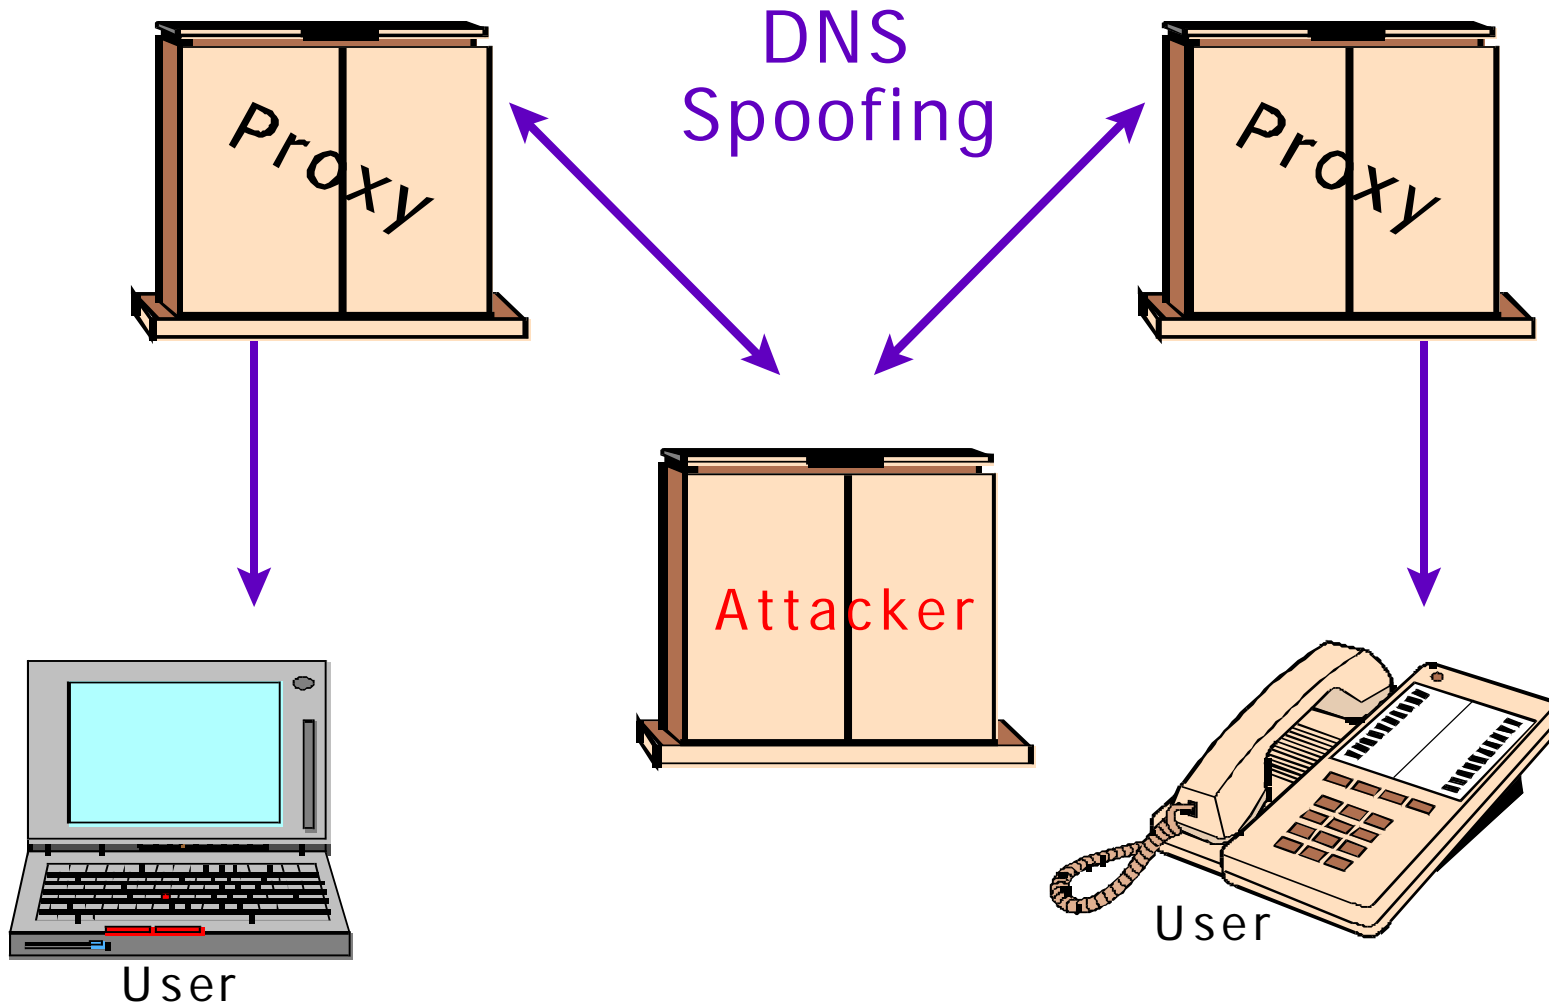 DNS
Spoofing
Proxy
Proxy
Attacker
User
User